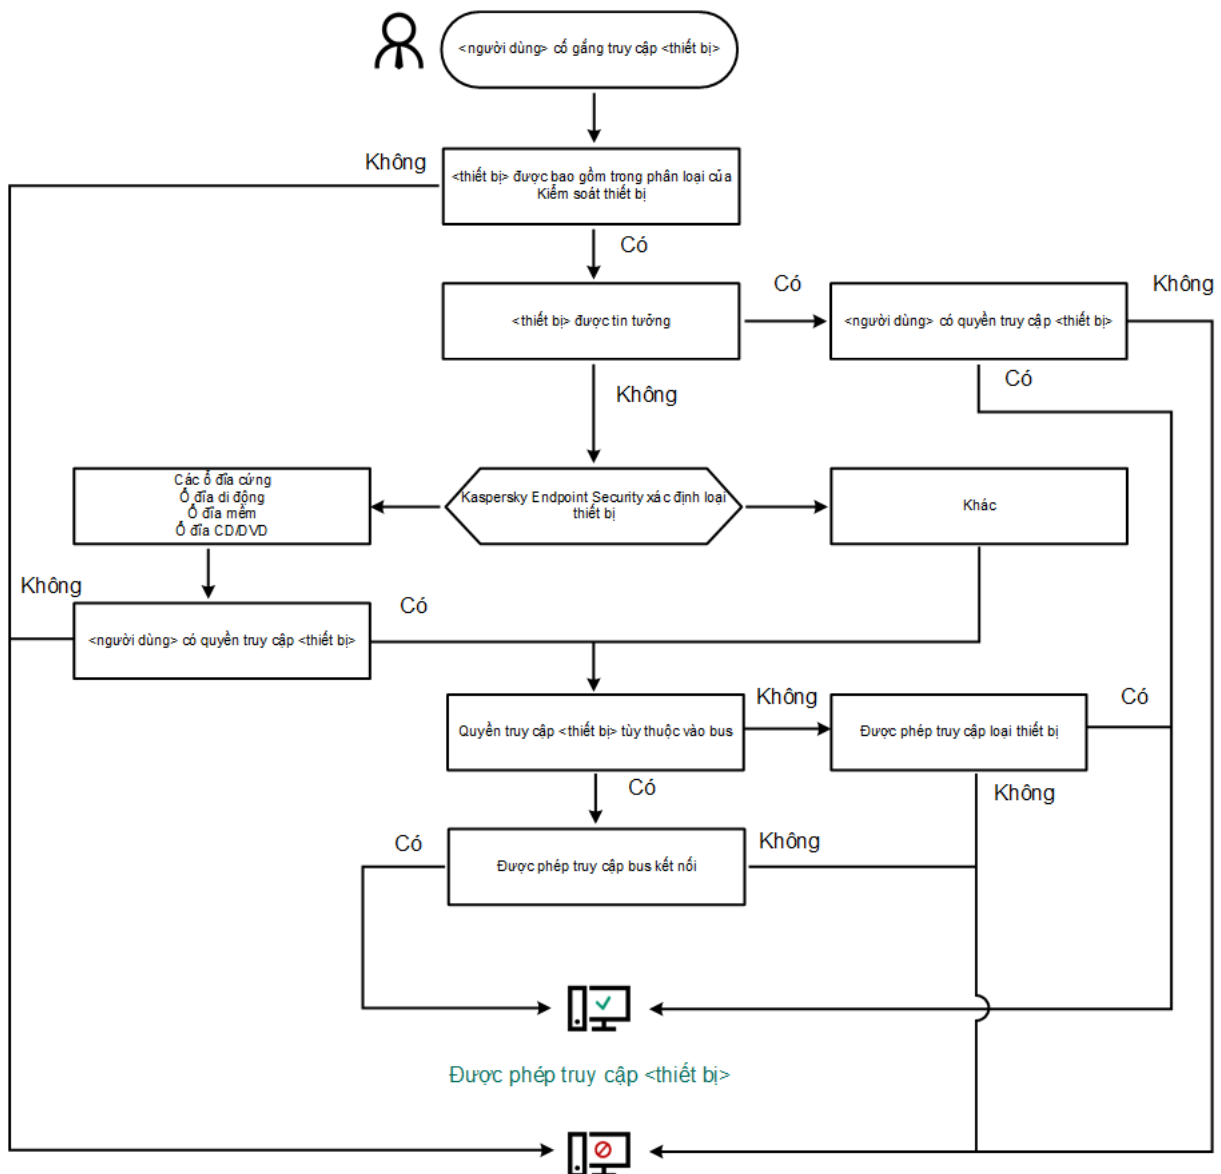 <người dùng> cố gắng truy cập <thiết bị>
Không
<thiết bị> được bao gồm trong phân loại của
Kiểm soát thiết bị
Có
Có
Không
<thiết bị> được tin tưởng
<người dùng> có quyền truy cập <thiết bị>
Có
Không
Các ổ đĩa cứng
Ổ đĩa di động
Ổ đĩa mềm
Ổ đĩa CD/DVD
Kaspersky Endpoint Security xác định loại
thiết bị
Khác
Không
Có
<người dùng> có quyền truy cập <thiết bị>
Không
Có
Quyền truy cập <thiết bị> tùy thuộc vào bus
Được phép truy cập loại thiết bị
Có
Không
Có
Không
Được phép truy cập bus kết nối
Được phép truy cập <thiết bị>